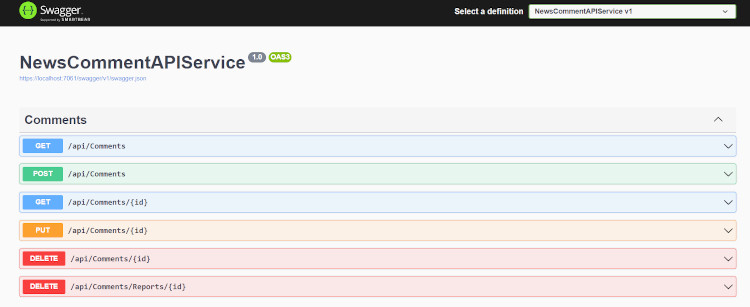 Swagger.
Supported by SMARTBEAR
Select a definition
NewsCommentAPIService v1
NewsCommentAPIService 1.0 OAS3
https://localhost:7061/swagger/v1/swagger.json
Comments
GET /api/Comments
POST /api/Comments
GET /api/Comments/{id}
PUT /api/Comments/{id}
DELETE /api/Comments/{id}
DELETE /api/Comments/Reports/{id}